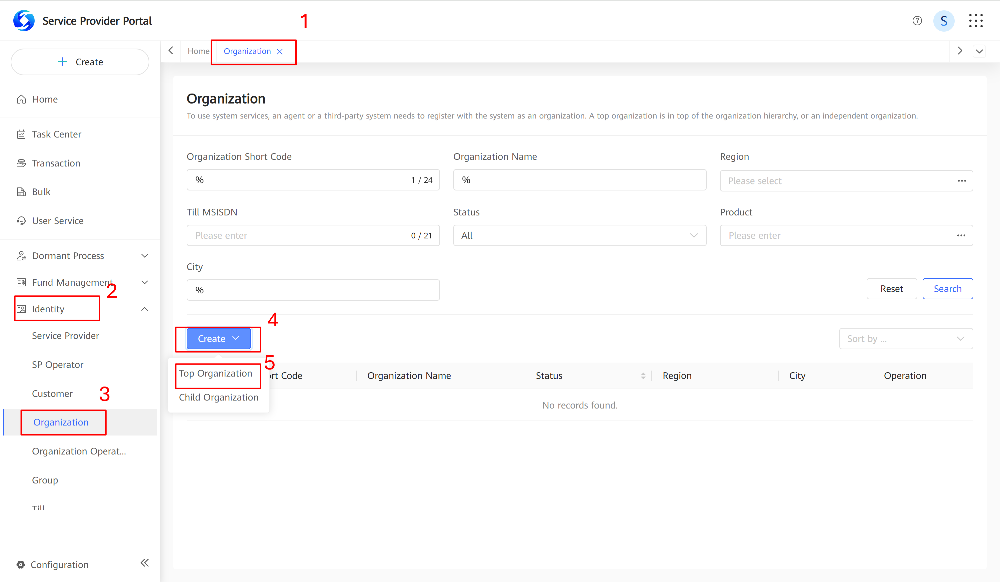 Service Provider Portal
1
S
Create
Home
Organization
Home
Task Center
Transaction
Bulk
User Service
Dormant Process
Fund Management
2
Identity
Service Provider
SP Operator
Customer
3
Organization
Organization Operat...
Group
Till
Configuration
Organization
To use system services, an agent or a third-party system needs to register with the system as an organization. A top organization is in top of the organization hierarchy, or an independent organization.
Organization Short Code
Organization Name
Region
%
1 / 24
%
Please select
Till MSISDN
Status
Product
Please enter
0 / 21
All
Please enter
City
%
Reset
Search
4
Create
Sort by ...
5
Top Organization
Child Organization
ort Code
Organization Name
Status
Region
City
Operation
No records found.